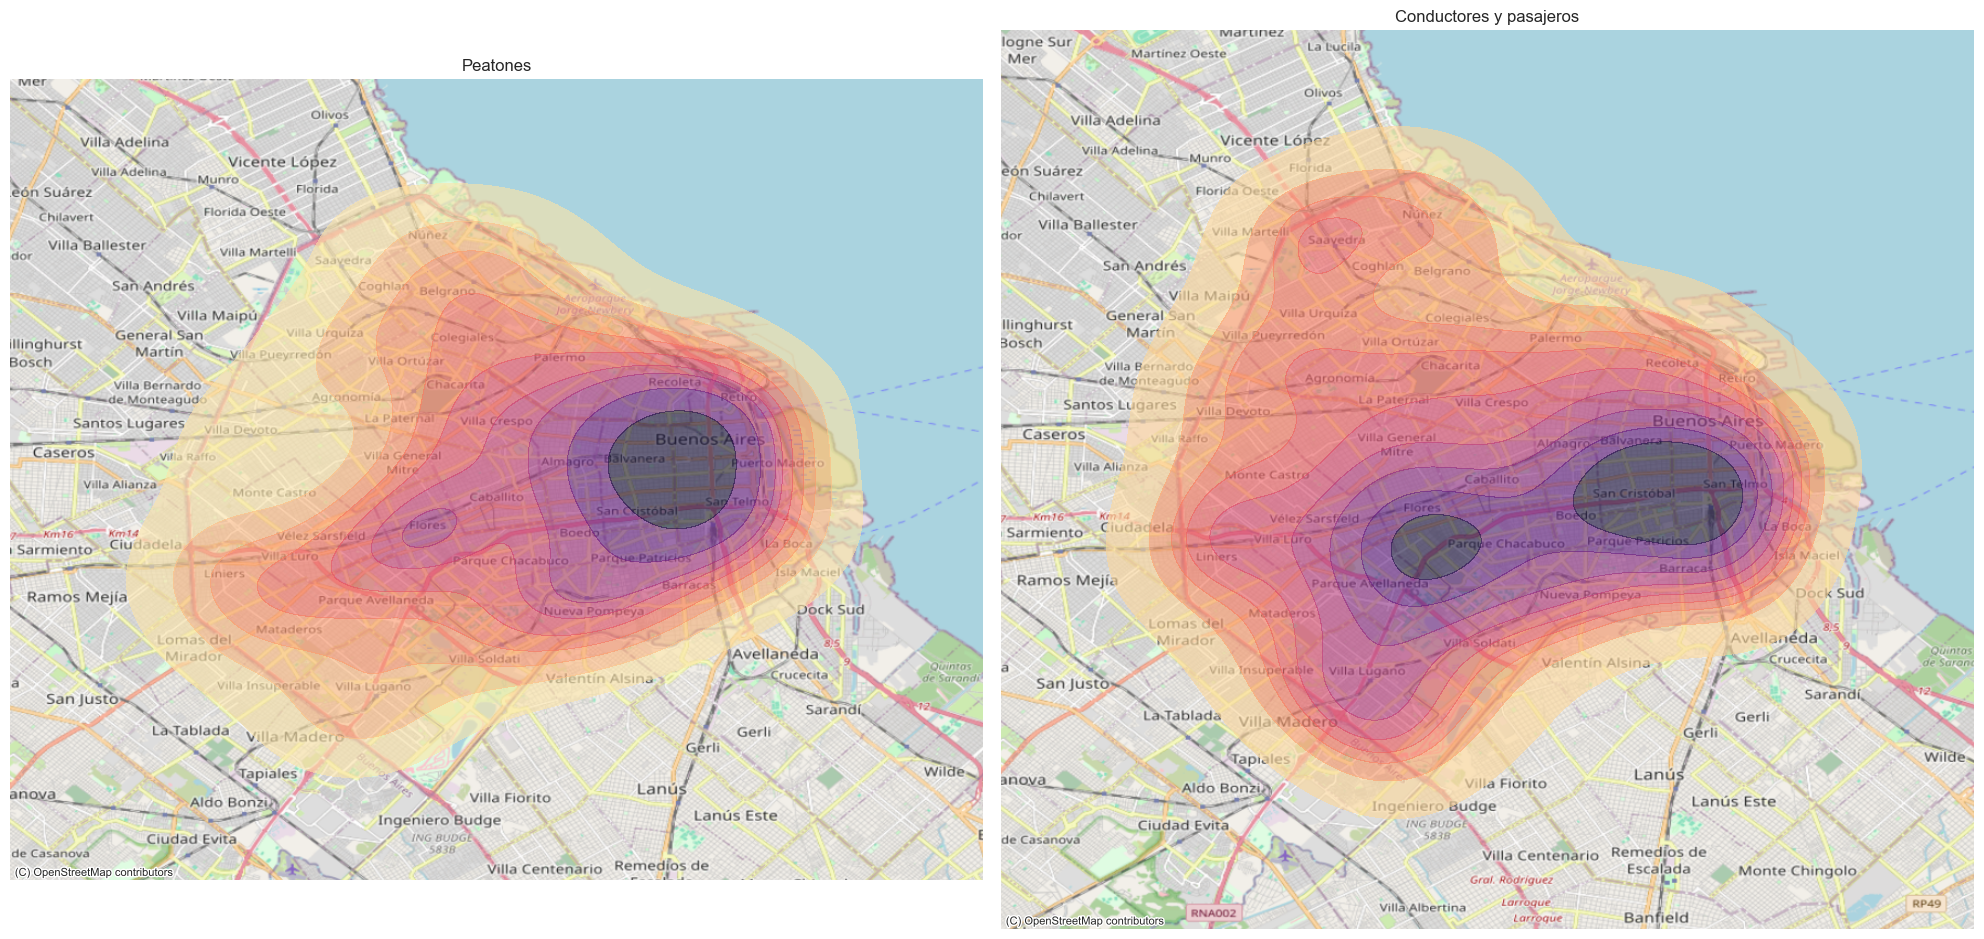 Peatones
Mer
Olivos
Villa Adelina
Villa Adelina
Vicente López
Munro
Florida
eón Suárez
Chilavert
Florida Oeste
Villa Ballester
Villa Martelli
Núñez
Saavedra
San Andrés
Coghlan
Belgrano
Aeroparque
Jorge Newbery
Villa Maipú
General San
Martín
Villa Urquiza
Colegiales
illinghurst
Bosch
Villa Pueyrredón
Villa Ortúzar
Palermo
Villa Bernardo
de Monteagudo
Chacarita
Recoleta
Agronomía
Retiro
Santos Lugares
La Paternal
Villa Crespo
Villa Devoto
Buenos Aires
Caseros
Villa Raffo
Villa General
Mitre
Almagro
Balvanera
Puerto Madero
Villa Alianza
Monte Castro
Caballito
San Telmo
San Cristóbal
Flores
Km16
Km14
Vélez Sarsfield
Boedo
n Sarmiento
Ciudadela
Villa Luro
Parque Chacabuco
Parque Patricios
La Boca
Liniers
Isla Maciel
Barracas
Ramos Mejía
Parque Avellaneda
Nueva Pompeya
Dock Sud
Mataderos
Lomas del
Mirador
Villa Soldati
8,5
9
Avellaneda
Crucecita
Quintas
de Sarandí
San Justo
Villa Insuperable
Villa Lugano
Valentín Alsina
Sarandí
12
La Tablada
Villa Madero
Gerli
Gerli
Tapiales
Buenos Aires
Wilde
anova
Aldo Bonzi
Villa Fiorito
Lanús
Ingeniero Budge
Lanús Este
ING BUDGE
583B
Ciudad Evita
de Casanova
Villa Centenario
Remedios de
(C) OpenStreetMap contributors
Conductores y pasajeros
ologne Sur
Mer
Martínez
Martínez Oeste
La Lucila
Olivos
Villa Adelina
Vicente López
Villa Adelina
Munro
Florida
eón Suárez
Chilavert
Florida Oeste
Villa Ballester
Villa Martelli
Núñez
Saavedra
San Andrés
Coghlan
Belgrano
Aeroparque
Jorge Newbery
Villa Maipú
General San
Martín
Villa Urquiza
Colegiales
illinghurst
Bosch
Villa Pueyrredón
Villa Ortúzar
Palermo
Villa Bernardo
de Monteagudo
Chacarita
Recoleta
Agronomía
Retiro
Santos Lugares
La Paternal
Villa Crespo
Villa Devoto
Buenos Aires
Caseros
Villa Raffo
Villa General
Mitre
Almagro
Balvanera
Puerto Madero
Villa Alianza
Monte Castro
Caballito
San Telmo
San Cristóbal
Flores
Km16
Km14
Vélez Sarsfield
Boedo
Sarmiento
Ciudadela
Villa Luro
Parque Chacabuco
Parque Patricios
La Boca
Liniers
Isla Maciel
Barracas
Ramos Mejía
Parque Avellaneda
Nueva Pompeya
Dock Sud
Mataderos
Lomas del
Mirador
Villa Soldati
8,5
9
Avellaneda
Crucecita
Quintas
de Sarandí
San Justo
Villa Insuperable
Villa Lugano
Valentín Alsina
Sarandí
12
La Tablada
Villa Madero
Gerli
Gerli
Tapiales
Wilde
anova
Aldo Bonzi
Villa Fiorito
Lanús
Ingeniero Budge
Lanús Este
ING BUDGE
583B
Ciudad Evita
de Casanova
Villa Centenario
Remedios de
Escalada
Monte Chingolo
Gral. Rodríguez
Larroque
Larroque
Villa Albertina
RNA002
Banfield
RP49
(C) OpenStreetMap contributors